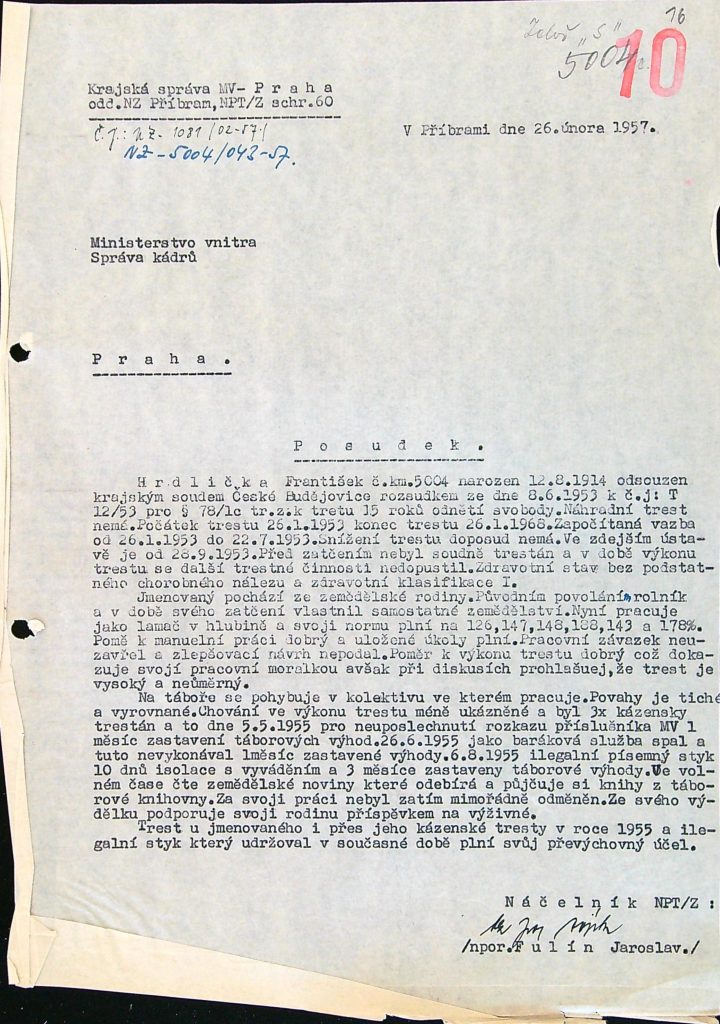 16
"S"
5004
10
Krajská správa MV- P r a h a
odd.NZ Příbram,NPT/Z schr.60
Č.j.: NZ- 1081/02-57/
NZ-5004/043-57.
V Příbrami dne 26.února 1957.
Ministerstvo vnitra
Správa kádrů
P r a h a .
P o s u d e k .
H r d l i č k a František č.km.5004 narozen 12.8.1914 odsouzen
krajským soudem České Budějovice rozsudkem ze dne 8.6.1953 k č.j: T
12/53 pro § 78/1c tr.z.k tretu 15 roků odnětí svobody.Náhradní trest
nemá.Počátek trestu 26.1.1953 konec trestu 26.1.1968.Započítaná vazba
od 26.1.1953 do 22.7.1953.Snížení trestu doposud nemá.Ve zdejším ústa-
vě je od 28.9.1953.Před zatčením nebyl soudně trestán a v době výkonu
trestu se další trestné činnosti nedopustil.Zdravotní stav bez podstat-
ného chorobného nálezu a zdravotní klasifikace I.
Jmenovaný pochází ze zemědělské rodiny.Původním povolání rolník
a v době svého zatčení vlastnil samostatné zemědělství.Nyní pracuje
jako lamač v hlubině a svoji normu plní na 126,147,148,188,143 a 178%.
Pomě k manuelní práci dobrý a uložené úkoly plní.Pracovní závazek neu-
zavřel a zlepšovací návrh nepodal.Poměr k výkonu trestu dobrý což doka-
zuje svojí pracovní moralkou avšak při diskusích prohlašuej,že trest je
vysoký a neůměrný.
Na táboře se pohybuje v kolektivu ve kterém pracuje.Povahy je tiché
a vyrovnané.Chování ve výkonu trestu méně ukázněné a byl 3x kázensky
trestán a to dne 5.5.1955 pro neuposlechnutí rozkazu příslušníka MV 1
měsíc zastavení táborových výhod.26.6.1955 jako baráková služba spal a
tuto nevykonával 1měsíc zastavené výhody.6.8.1955 ilegalní písemný styk
10 dnů isolace s vyváděním a 3 měsíce zastaveny táborové výhody.Ve vol-
ném čase čte zemědělské noviny které odebírá a půjčuje si knihy z tábo-
rové knihovny.Za svoji práci nebyl zatím mimořádně odměněn.Ze svého vý-
dělku podporuje svoji rodinu příspěvkem na výživné.
Trest u jmenovaného i přes jeho kázenské tresty v roce 1955 a ile-
galní styk který udržoval v současné době plní svůj převýchovný účel.
N á č e l n í k NPT/Z :
/npor.F u l í n Jaroslav./